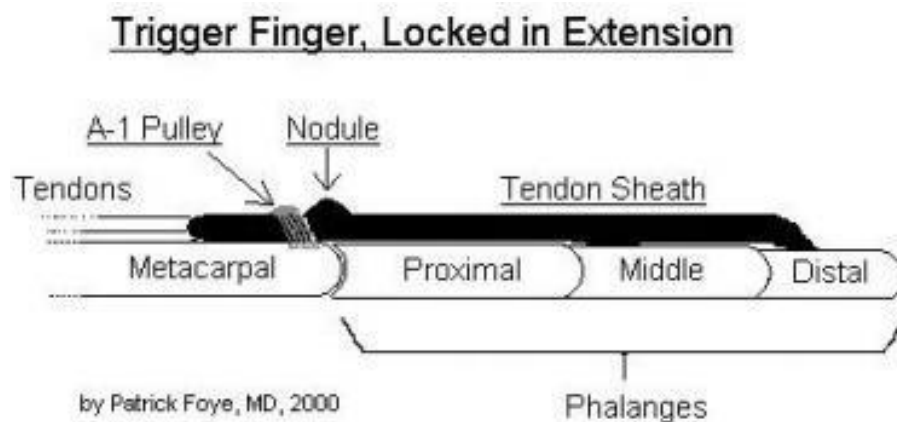 Trigger Finger, Locked in Extension
A-1 Pulley
Nodule
Tendons
Tendon Sheath
Metacarpal
Proximal
Middle
Distal
by Patrick Foye, MD, 2000
Phalanges